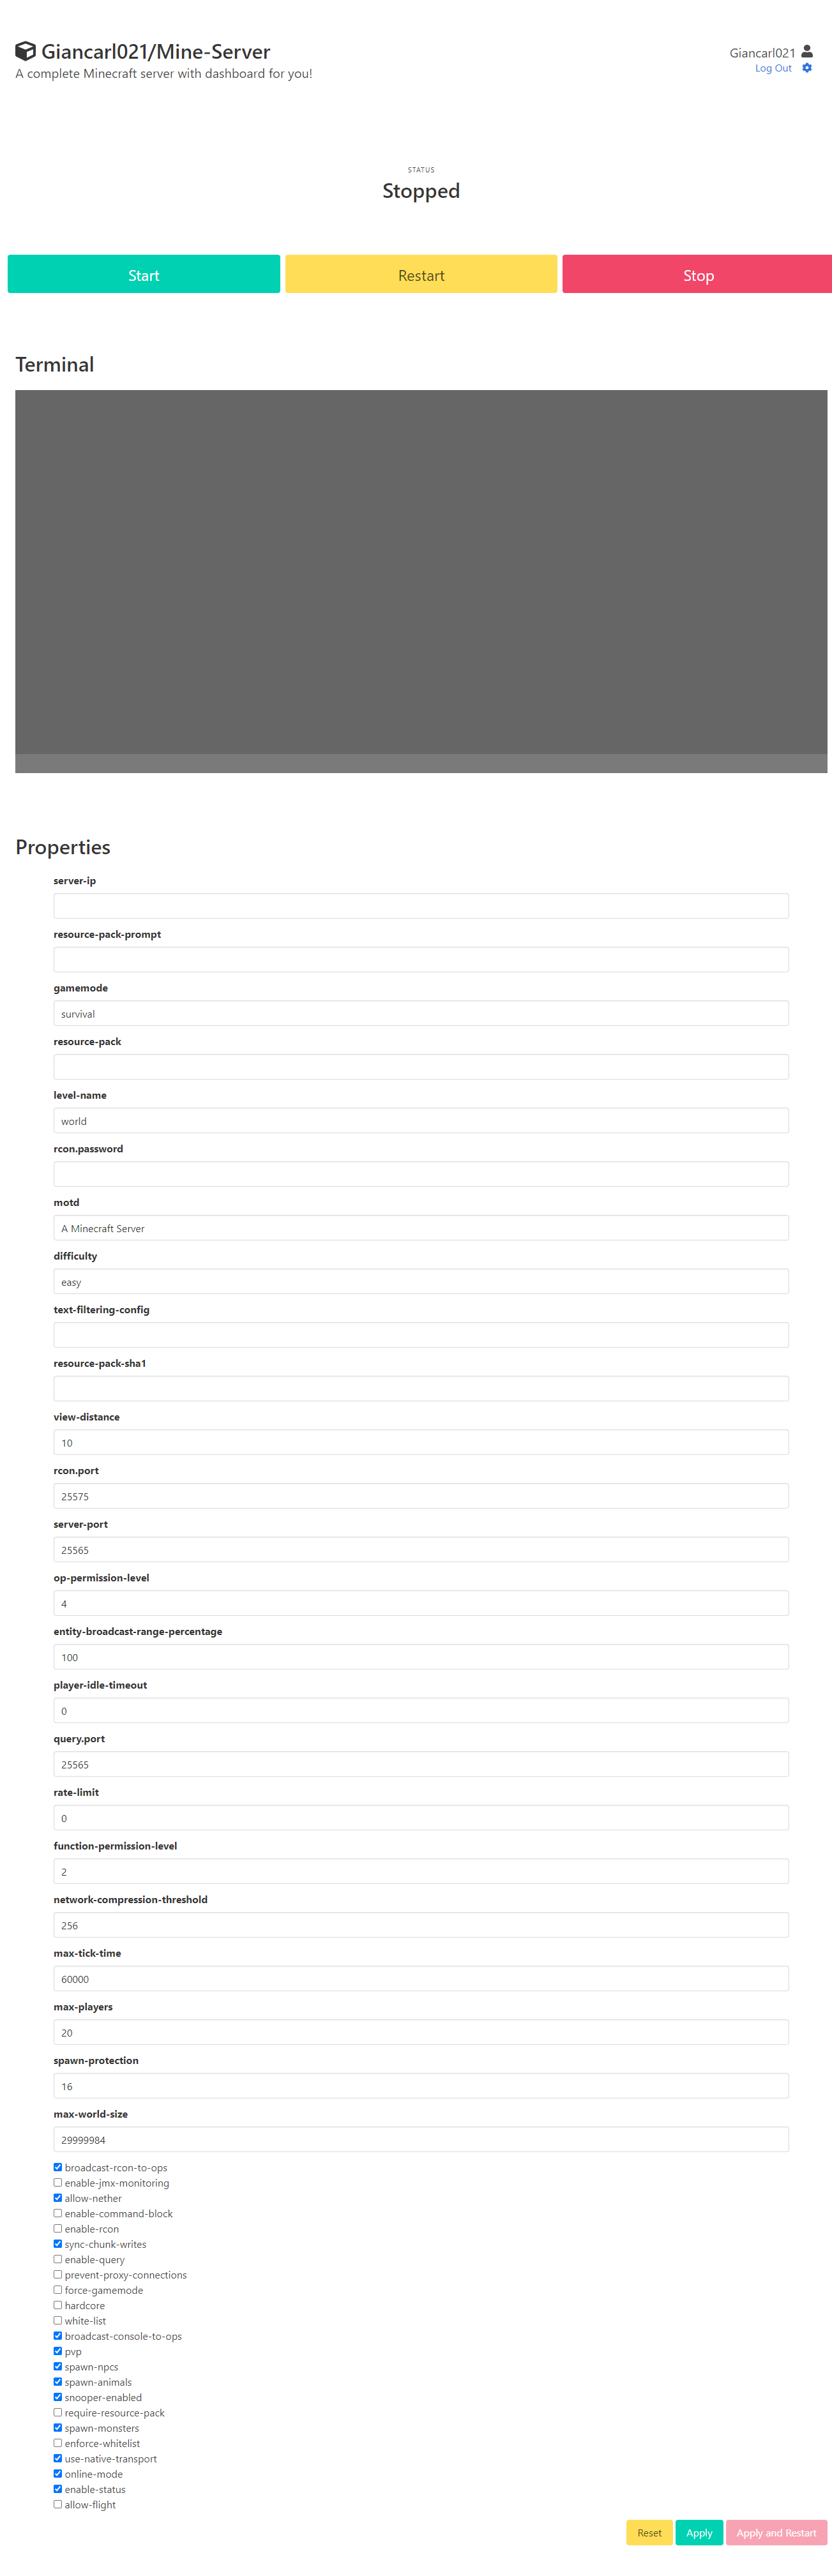 Giancarl021/Mine-Server
A complete Minecraft server with dashboard for you!
Giancarl021
Log Out
STATUS
Stopped
Start
Restart
Stop
Terminal
Properties
server-ip
resource-pack-prompt
gamemode
survival
resource-pack
level-name
world
rcon.password
motd
A Minecraft Server
difficulty
easy
text-filtering-config
resource-pack-sha1
view-distance
10
rcon.port
25575
server-port
25565
op-permission-level
4
entity-broadcast-range-percentage
100
player-idle-timeout
0
query.port
25565
rate-limit
0
function-permission-level
2
network-compression-threshold
256
max-tick-time
60000
max-players
20
spawn-protection
16
max-world-size
29999984
broadcast-rcon-to-ops
enable-jmx-monitoring
allow-nether
enable-command-block
enable-rcon
sync-chunk-writes
enable-query
prevent-proxy-connections
force-gamemode
hardcore
white-list
broadcast-console-to-ops
pvp
spawn-npcs
spawn-animals
snooper-enabled
require-resource-pack
spawn-monsters
enforce-whitelist
use-native-transport
online-mode
enable-status
allow-flight
Reset
Apply
Apply and Restart